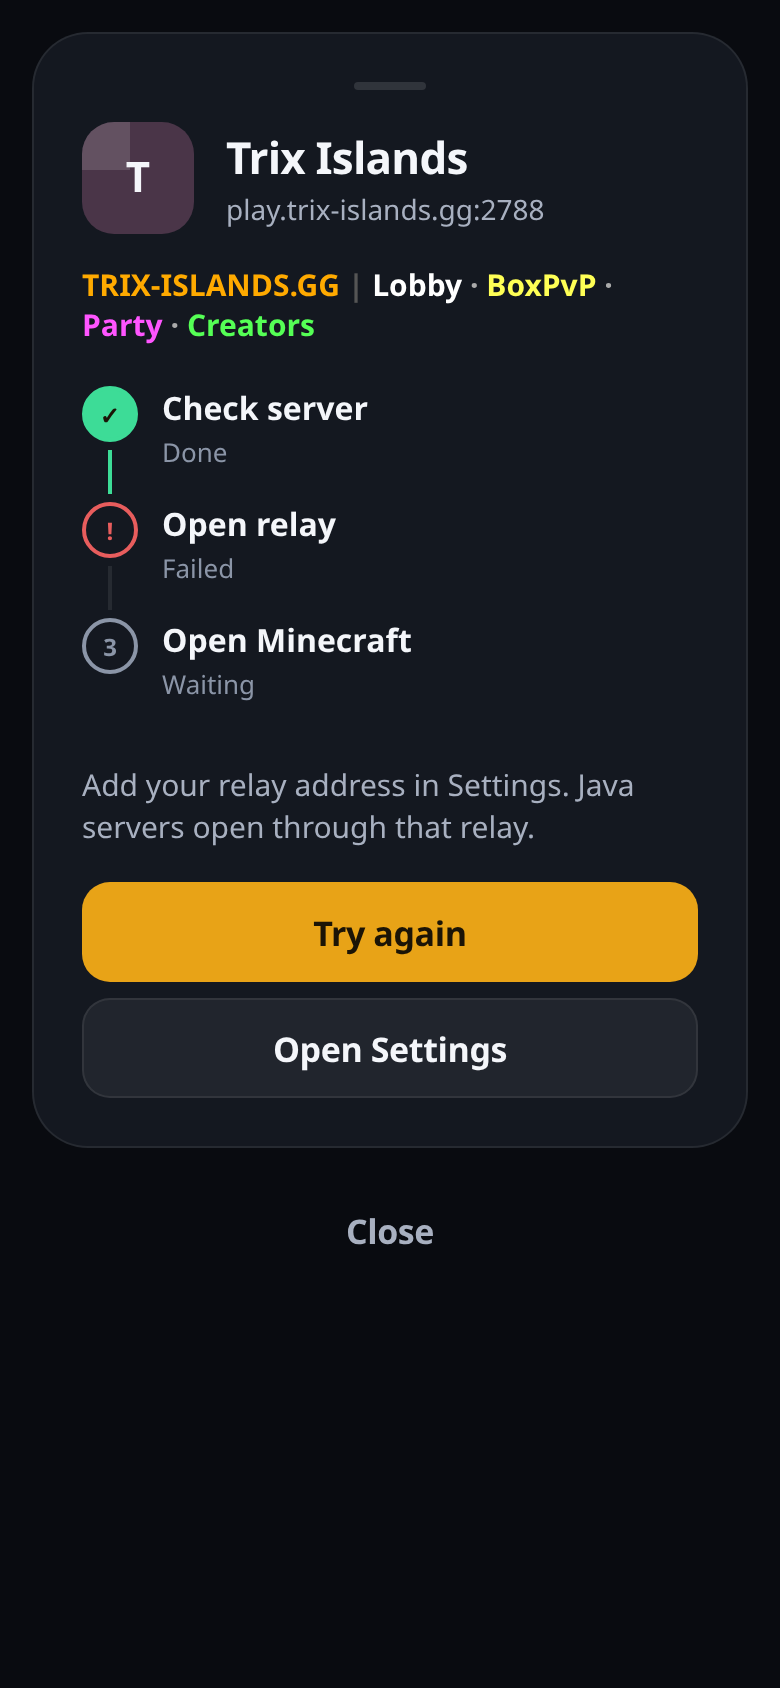 T
Trix Islands
play.trix-islands.gg:2788
TRIX-ISLANDS.GG | Lobby · BoxPvP ·
Party · Creators
✓
Check server
Done
!
Open relay
Failed
3
Open Minecraft
Waiting
Add your relay address in Settings. Java
servers open through that relay.
Try again
Open Settings
Close